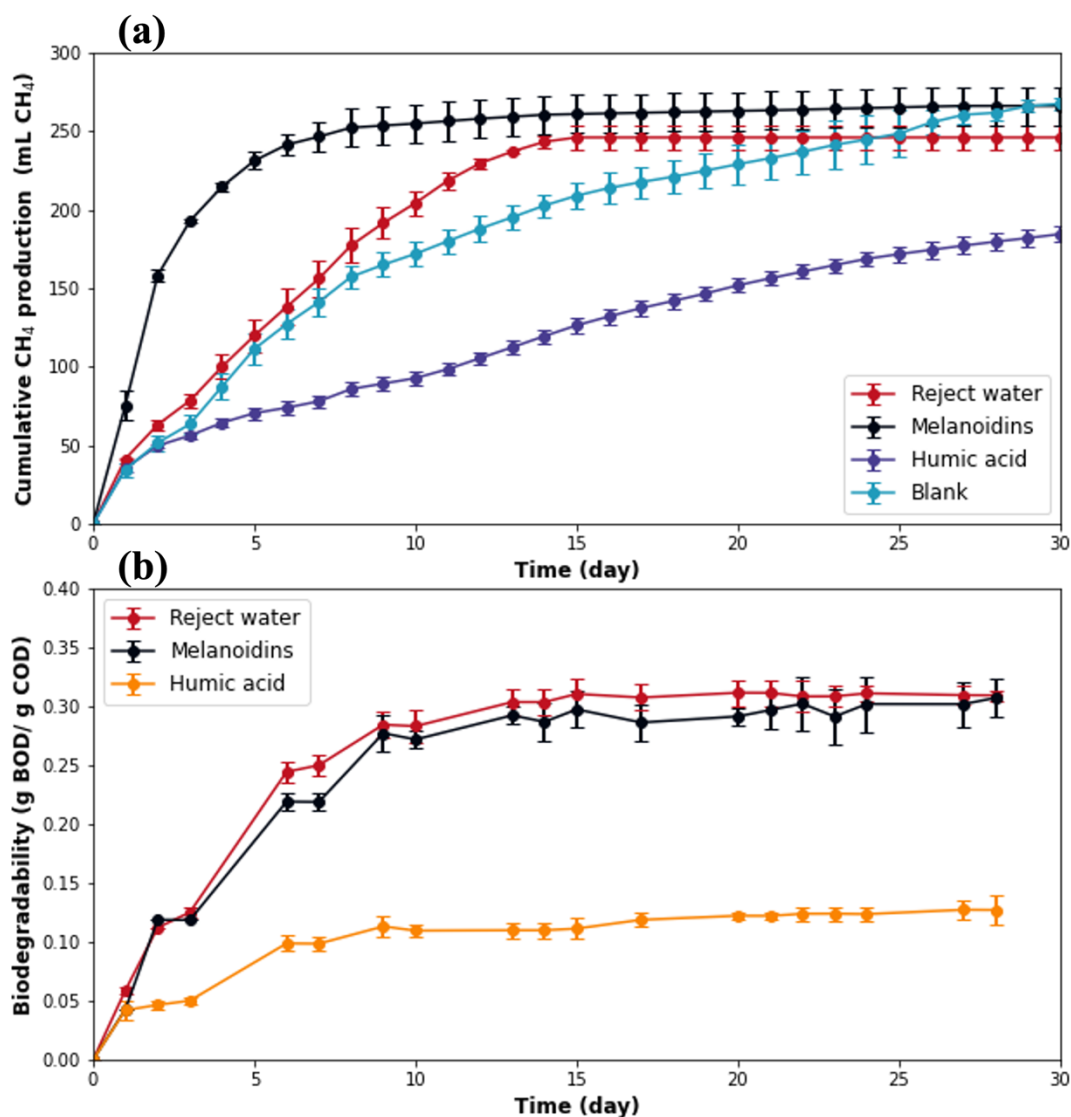 (a)
Cumulative CH₄ production (mL CH₄)
300
250
200
150
100
50
0
Reject water
Melanoidins
Humic acid
Blank
0 5 10 15 20 25 30
Time (day)
(b)
Biodegradability (g BOD/ g COD)
0.40
0.35
0.30
0.25
0.20
0.15
0.10
0.05
0.00
Reject water
Melanoidins
Humic acid
0 5 10 15 20 25 30
Time (day)